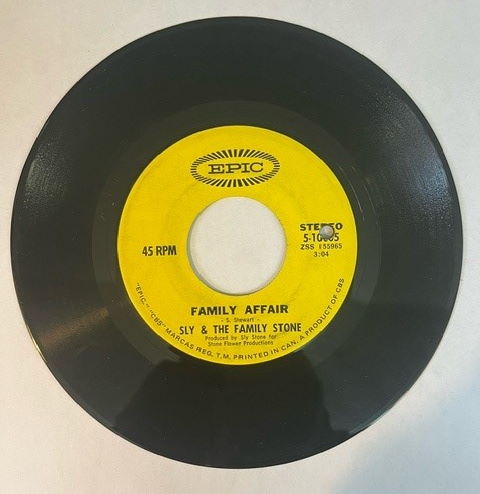 EPIC
45 RPM
STEREO
ZSS 155965
3:04
FAMILY AFFAIR
- S. Stewart -
SLY & THE FAMILY STONE
Produced by Sly Stone for
Stone Flower Productions
"EPIC," "CBS" MARCAS REG. T.M. PRINTED IN CAN. A PRODUCT OF CBS